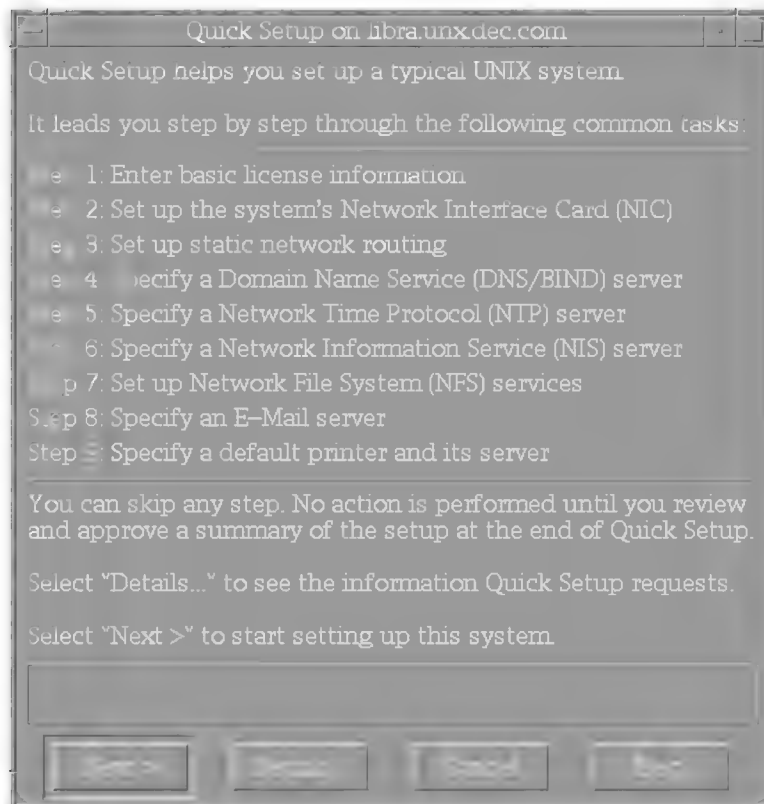 Quick Setup on libra.unx.dec.com
Quick Setup helps you set up a typical UNIX system.
It leads you step by step through the following common tasks:
1: Enter basic license information
2: Set up the system's Network Interface Card (NIC)
3: Set up static network routing
4 pecify a Domain Name Service (DNS/BIND) server
5: Specify a Network Time Protocol (NTP) server
6: Specify a Network Information Service (NIS) server
7: Set up Network File System (NFS) services
Step 8: Specify an E-Mail server
Step Specify a default printer and its server
You can skip any step. No action is performed until you review
and approve a summary of the setup at the end of Quick Setup.
Select "Details..." to see the information Quick Setup requests.
Select "Next >" to start setting up this system.